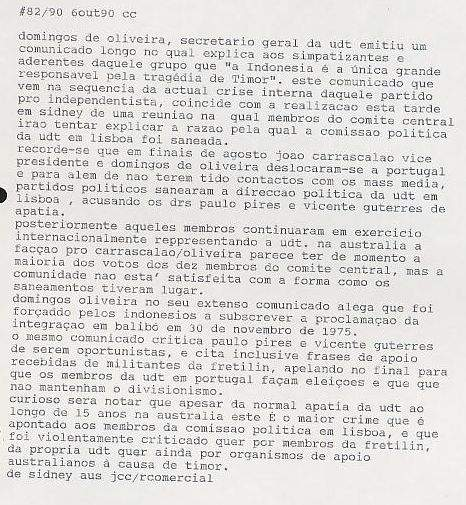 #82/90 6out90 cc
domingos de oliveira, secretario geral da udt emitiu um
comunicado longo no qual explica aos simpatizantes e
aderentes daquele grupo que "a Indonesia é a única grande
responsavel pela tragédia de Timor". este comunicado que
vem na sequencia da actual crise interna daquele partido
pro independentista, coincide com a realizacao esta tarde
em sidney de uma reuniao na qual membros do comite central
irao tentar explicar a razao pela qual a comissao politica
da udt em lisboa foi saneada.
recorde-se que em finais de agosto joao carrascalao vice
presidente e domingos de oliveira deslocaram-se a portugal
e para alem de nao terem tido contactos com os mass media,
partidos politicos sanearam a direccao politica da udt em
lisboa , acusando os drs paulo pires e vicente guterres de
apatia.
posteriormente aqueles membros continuaram em exercicio
internacionalmente reppresentando a udt. na australia a
facçao pro carrascalao/oliveira parece ter de momento a
maioria dos votos dos dez membros do comite central, mas a
comunidade nao esta' satisfeita com a forma como os
saneamentos tiveram lugar.
domingos oliveira no seu extenso comunicado alega que foi
forçaddo pelos indonesios a subscrever a proclamaçao da
integraçao em balibó em 30 de novembro de 1975.
o mesmo comunicado critica paulo pires e vicente guterres
de serem oportunistas, e cita inclusive frases de apoio
recebidas de militantes da fretilin, apelando no final para
que os membros da udt em portugal façam eleiçoes e que que
nao mantenham o divisionismo.
curioso sera notar que apesar da normal apatia da udt ao
longo de 15 anos na australia este É o maior crime que é
apontado aos membros da comissao politica em lisboa, e que
foi violentamente criticado quer por membros da fretilin,
da propria udt quer ainda por organismos de apoio
australianos á causa de timor.
de sidney aus jcc/rcomercial